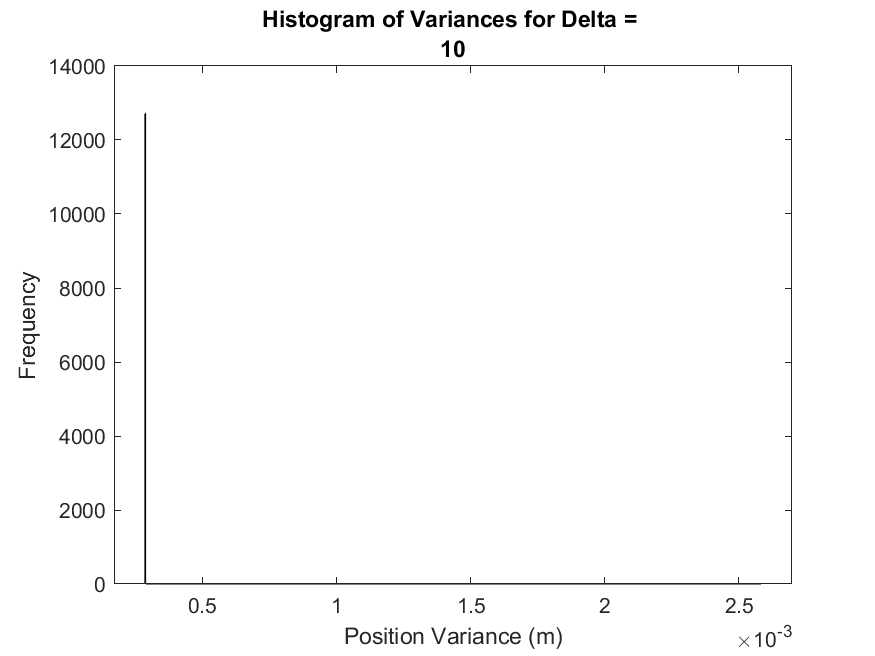 Histogram of Variances for Delta =
10
14000
12000
10000
8000
6000
4000
2000
0
Frequency
0.5 1 1.5 2 2.5
×10-3
Position Variance (m)